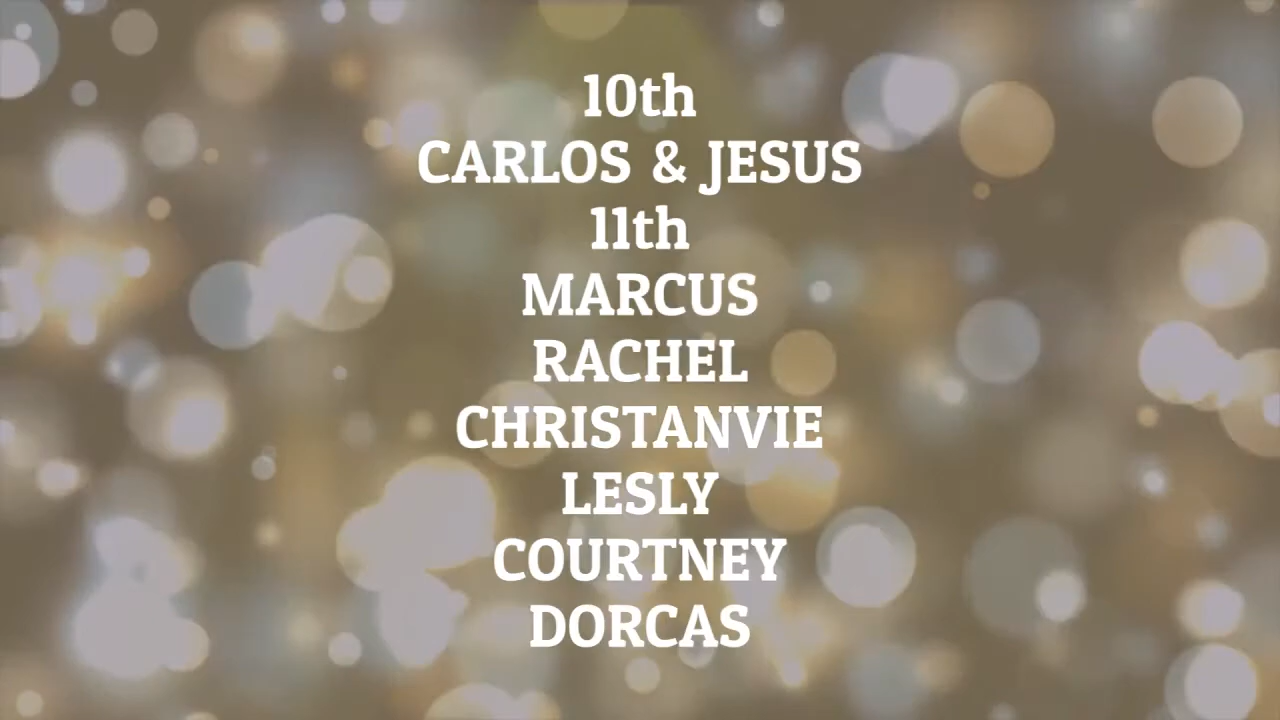 10th
CARLOS & JESUS
11th
MARCUS
RACHEL
CHRISTANVIE
LESLY
COURTNEY
DORCAS